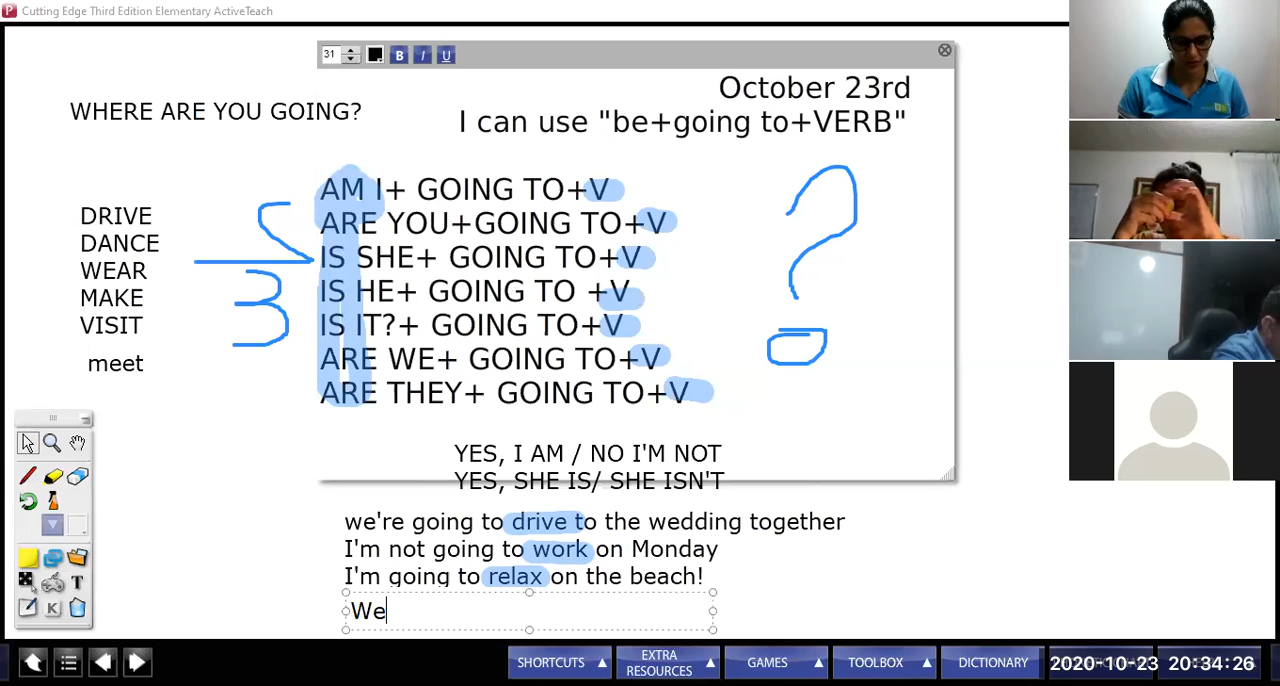 Cutting Edge Third Edition Elementary ActiveTeach
31
B I U
October 23rd
WHERE ARE YOU GOING?
I can use "be+going to+VERB"
AM I+ GOING TO+V
ARE YOU+GOING TO+V
IS SHE+ GOING TO+V
IS HE+ GOING TO +V
IS IT?+ GOING TO+V
ARE WE+ GOING TO+V
ARE THEY+ GOING TO+V
?
DRIVE
DANCE
WEAR
MAKE
VISIT
meet
YES, I AM / NO I'M NOT
YES, SHE IS/ SHE ISN'T
we're going to drive to the wedding together
I'm not going to work on Monday
I'm going to relax on the beach!
We
T
K
SHORTCUTS
EXTRA
RESOURCES
GAMES
TOOLBOX
DICTIONARY
2020-10-23 20:34:26